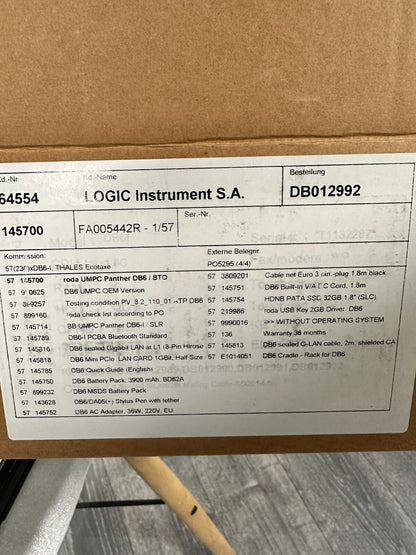 Kd.-Nr. Kd.-Name Bestellung
64554 LOGIC Instrument S.A. DB012992
145700 FA005442R - 1/57 Ser.-Nr.
Kommission: Externe Belegnr.
57(230)xDB6-I, THALES Ecotaxe PO5295 (4/4)
57 145700 roda UMPC Panther DB6 / BTO
57 910625 DB6 UMPC OEM Version
57 899257 Testing condition PV_8.2_110_01-ATP DB6
57 899160 roda check list according to PC
57 145714 BB UMPC Panther DB6-I / SLR
57 145789 DB6-I PCBA Bluetooth Standard
57 145816 DB6 sealed Gigabit LAN at L1 (8-Pin Hirose
57 145818 DB6 Mini PCIe LAN CARD 1GBit, Half Size
57 145785 DB6 Quick Guide (English)
57 145750 DB6 Battery Pack, 3900 mAh, BD62A
57 899232 DB6 MSDS Battery Pack
57 143628 DB6/DA05(+) Stylus Pen with tether
57 145752 DB6 AC Adapter, 36W, 220V, EU
57 3809201 Cable net Euro 3 pin.-plug 1.8m black
57 145751 DB6 Built-in V/A EC Cord, 1.8m
57 145754 HDNB PATA SSD 32GB 1.8" (SLC)
57 219986 roda USB Key 2GB Driver DB6
57 9990016 >>> WITHOUT OPERATING SYSTEM
57 136 Warranty 36 months
57 145813 DB6 sealed G-LAN cable, 2m, shielded CA
57 E1014051 DB6 Cradle - Rack for DB6